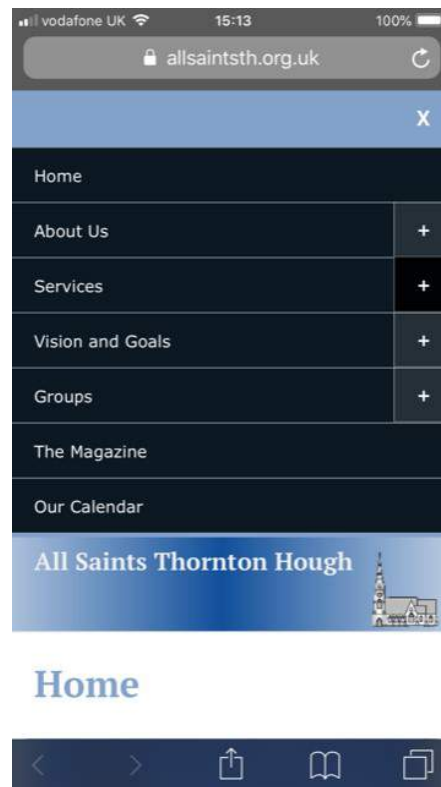 vodafone UK 15:13 100%
allsaintsth.org.uk
X
Home
About Us +
Services +
Vision and Goals +
Groups +
The Magazine
Our Calendar
All Saints Thornton Hough
Home